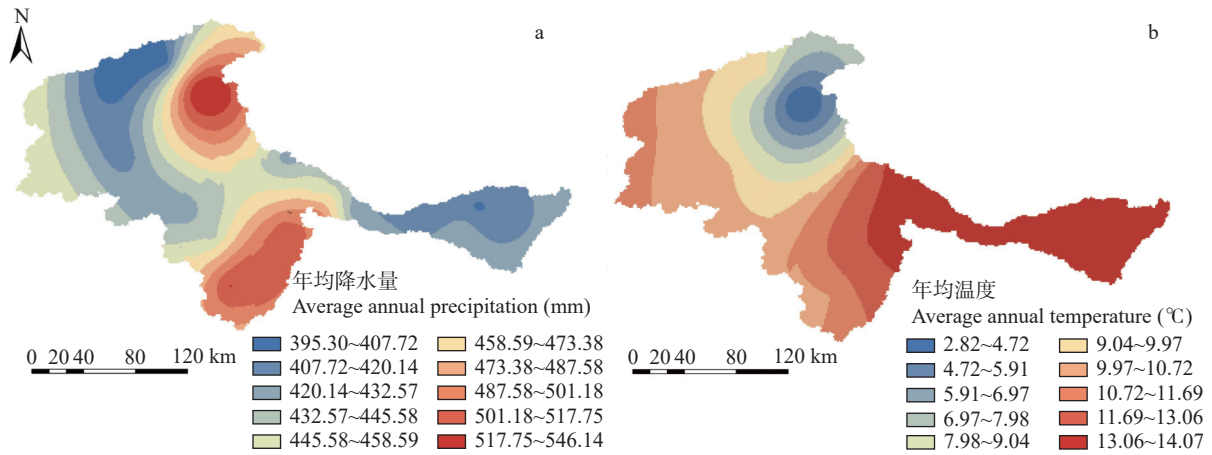 N
a
年均降水量
Average annual precipitation (mm)
395.30~407.72
407.72~420.14
420.14~432.57
432.57~445.58
445.58~458.59
458.59~473.38
473.38~487.58
487.58~501.18
501.18~517.75
517.75~546.14
0 20 40 80 120 km
b
年均温度
Average annual temperature (℃)
2.82~4.72
4.72~5.91
5.91~6.97
6.97~7.98
7.98~9.04
9.04~9.97
9.97~10.72
10.72~11.69
11.69~13.06
13.06~14.07
0 20 40 80 120 km